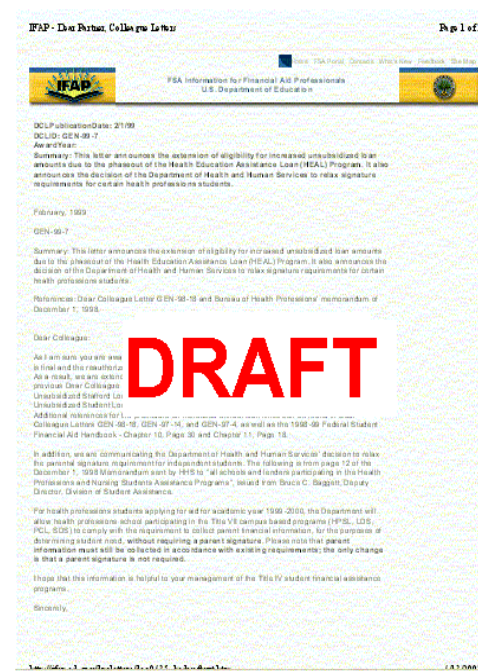 IFAP - Dear Partner, Colleague Letters
Page 1 of
Home FSA Portal Contacts What's New Feedback Site Map
IFAP
FSA Information for Financial Aid Professionals
U.S. Department of Education
DCLPublicationDate: 2/1/99
DCLID: GEN-99-7
AwardYear:
Summary: This letter announces the extension of eligibility for increased unsubsidized loan
amounts due to the phaseout of the Health Education Assistance Loan (HEAL) Program. It also
announces the decision of the Department of Health and Human Services to relax signature
requirements for certain health professions students.
February, 1999
GEN-99-7
Summary: This letter announces the extension of eligibility for increased unsubsidized loan amounts
due to the phaseout of the Health Education Assistance Loan (HEAL) Program. It also announces the
decision of the Department of Health and Human Services to relax signature requirements for certain
health professions students.
References: Dear Colleague Letter GEN-98-18 and Bureau of Health Professions' memorandum of
December 1, 1998.
Dear Colleague:
As I am sure you are
is final and the
As a result, we are
previous Dear Colleague
Unsubsidized Stafford
Unsubsidized Student
DRAFT
Additional references for
Colleague Letters GEN-98-18, GEN-97-14, and GEN-97-4, as well as the 1998-99 Federal Student
Financial Aid Handbook - Chapter 10, Page 30 and Chapter 11, Page 18.
In addition, we are communicating the Department of Health and Human Services' decision to relax
the parental signature requirement for independent students. The following is from page 12 of the
December 1, 1998 Memorandum sent by HHS to "all schools and lenders participating in the Health
Professions and Nursing Students Assistance Programs", issued from Bruce C. Baggett, Deputy
Director, Division of Student Assistance.
For health professions students applying for aid for academic year 1999-2000, the Department will
allow health professions school participating in the Title VII campus based programs (HPSL, LDS,
PCL, SDS) to comply with the requirement to collect parent financial information, for the purposes of
determining student need, without requiring a parent signature. Please note that parent
information must still be collected in accordance with existing requirements; the only change
is that a parent signature is not required.
I hope that this information is helpful to your management of the Title IV student financial assistance
programs.
Sincerely,